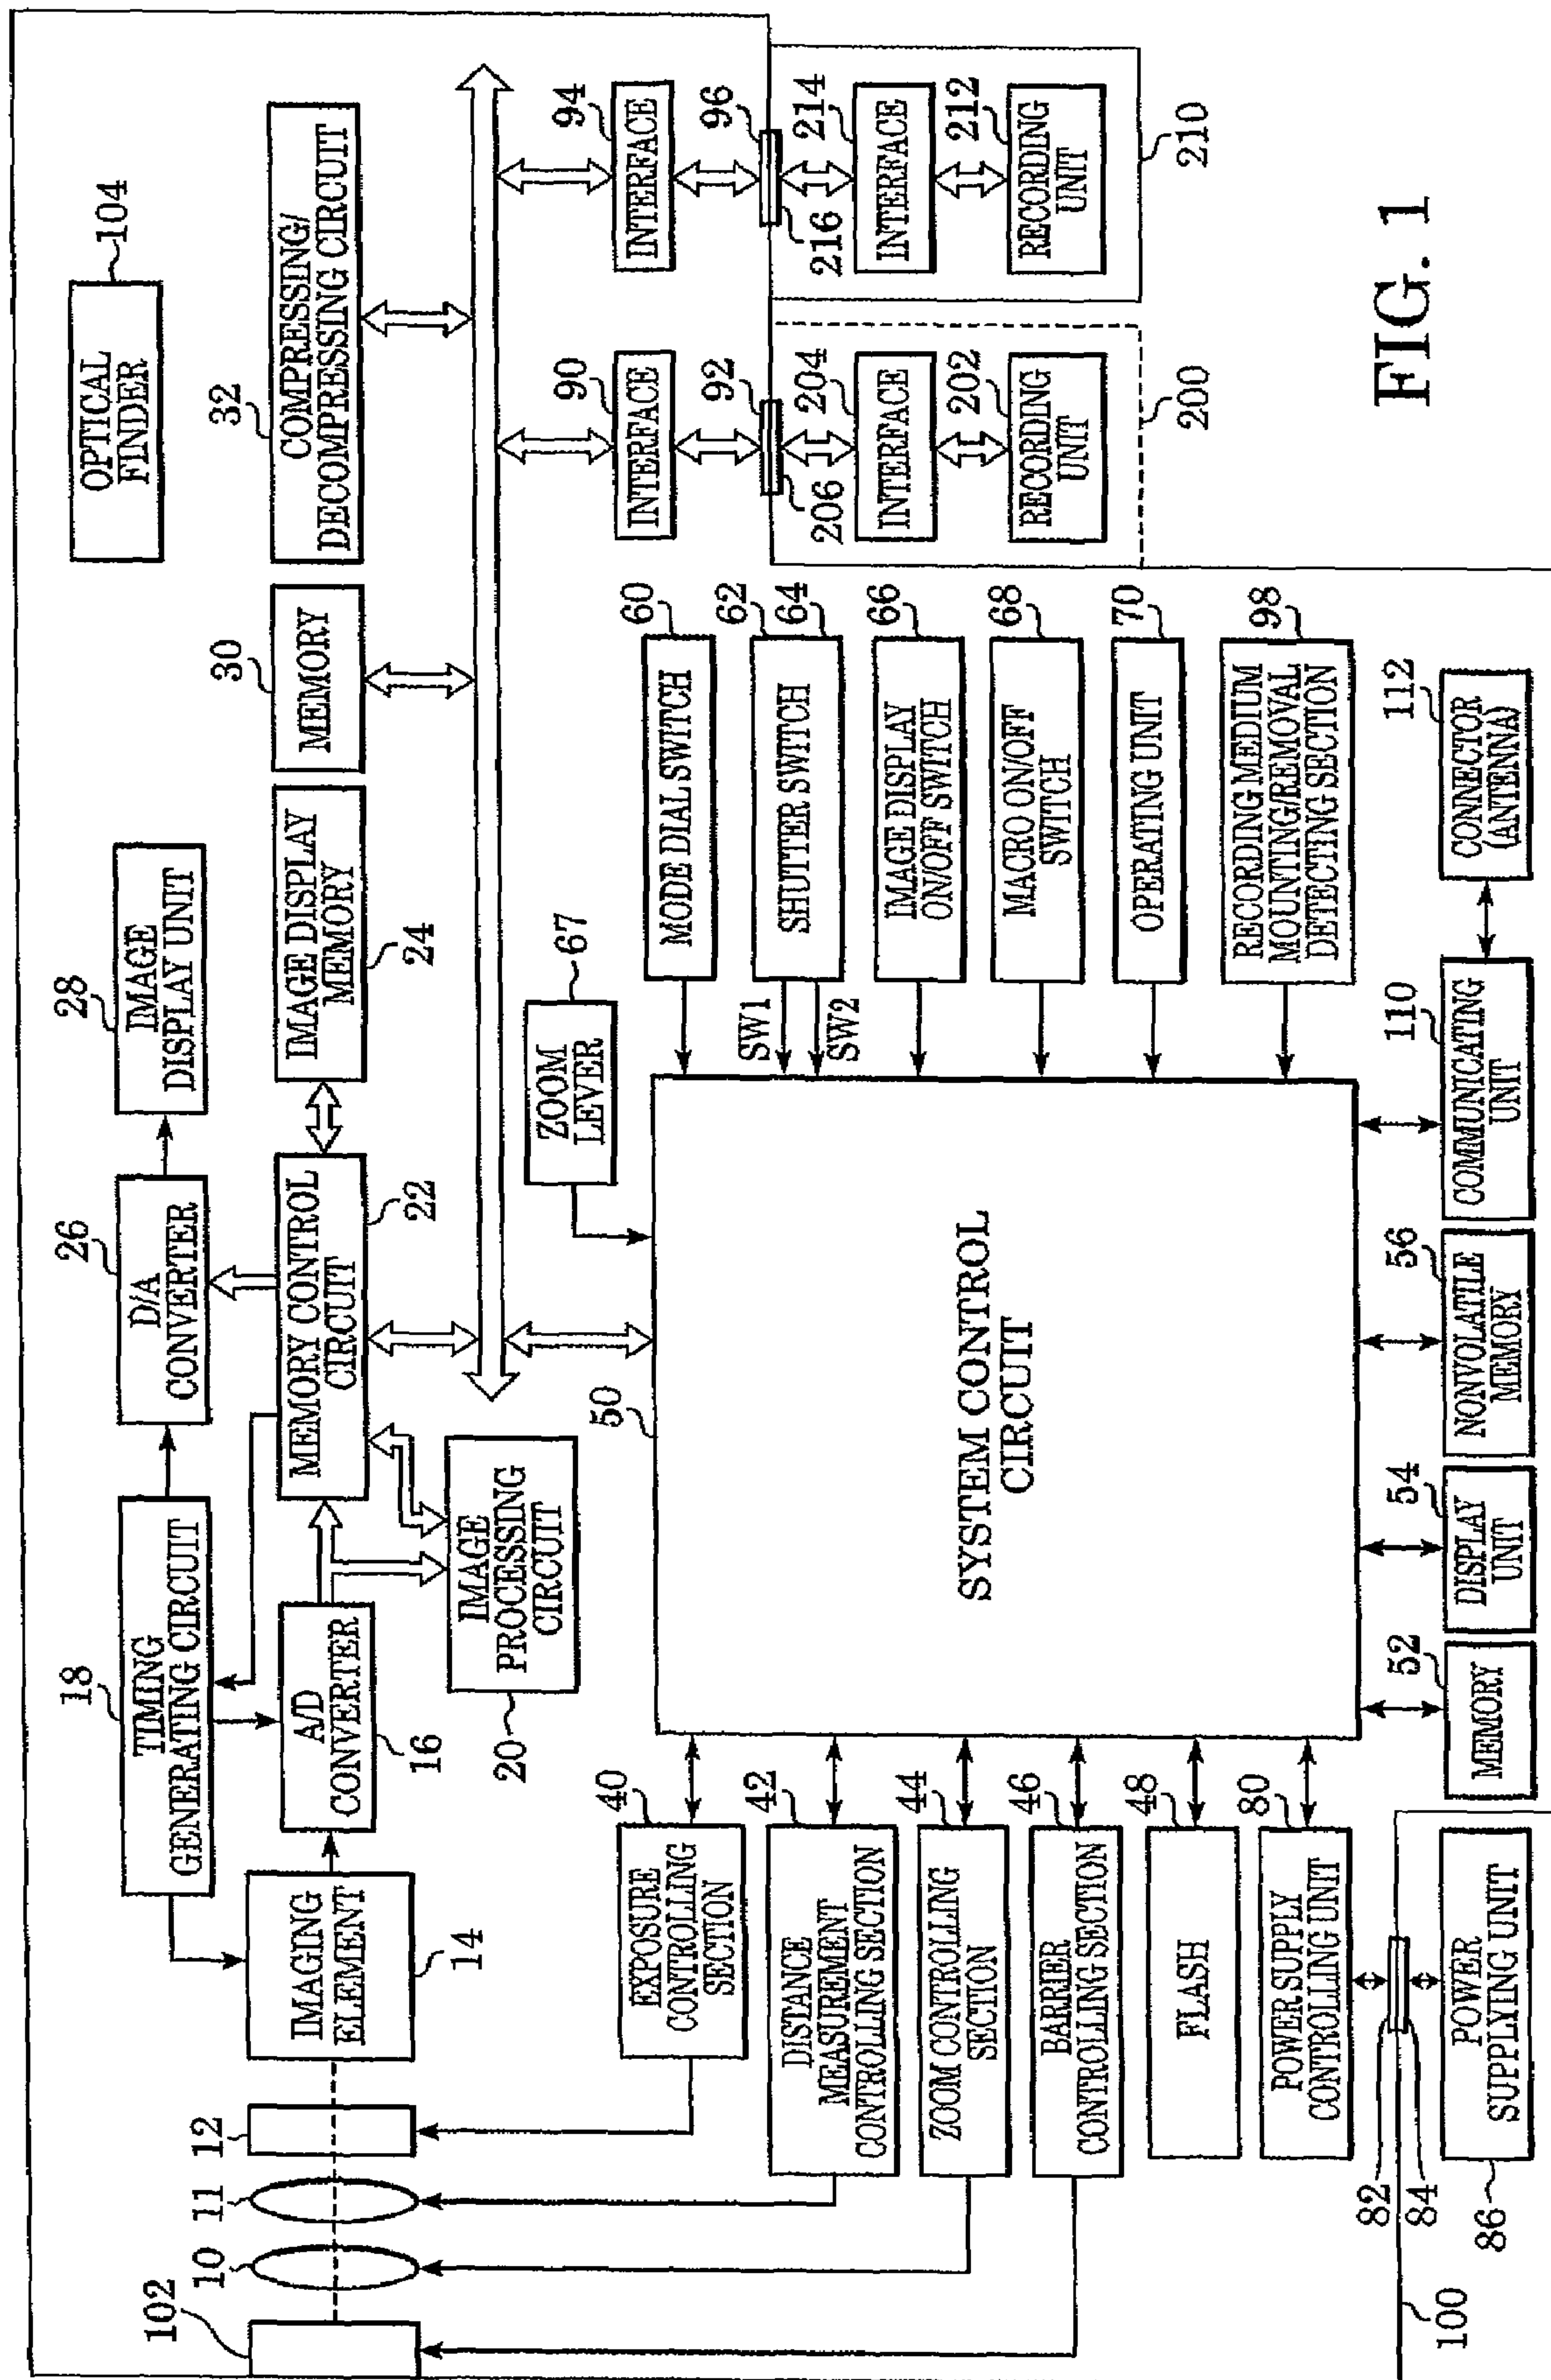 104
OPTICAL
FINDER
28
IMAGE
DISPLAY UNIT
26
D/A
CONVERTER
18
TIMING
GENERATING CIRCUIT
32
COMPRESSING/
DECOMPRESSING CIRCUIT
30
MEMORY
IMAGE DISPLAY
MEMORY
24
MEMORY CONTROL
CIRCUIT
22
A/D
CONVERTER
16
IMAGING
ELEMENT
14
12
11
10
102
IMAGE
PROCESSING
CIRCUIT
20
67
ZOOM
LEVER
90
INTERFACE
94
INTERFACE
92
96
206
216
204
INTERFACE
214
INTERFACE
202
RECORDING
UNIT
212
RECORDING
UNIT
200
210
40
EXPOSURE
CONTROLLING
SECTION
42
DISTANCE
MEASUREMENT
CONTROLLING SECTION
44
ZOOM CONTROLLING
SECTION
46
BARRIER
CONTROLLING SECTION
48
FLASH
80
POWER SUPPLY
CONTROLLING UNIT
82
84
86
POWER
SUPPLYING UNIT
100
50
SYSTEM CONTROL
CIRCUIT
60
MODE DIAL SWITCH
62
64
SHUTTER SWITCH
SW1
SW2
66
IMAGE DISPLAY
ON/OFF SWITCH
68
MACRO ON/OFF
SWITCH
70
OPERATING UNIT
98
RECORDING MEDIUM
MOUNTING/REMOVAL
DETECTING SECTION
52
MEMORY
54
DISPLAY
UNIT
56
NONVOLATILE
MEMORY
110
COMMUNICATING
UNIT
112
CONNECTOR
(ANTENNA)
FIG. 1